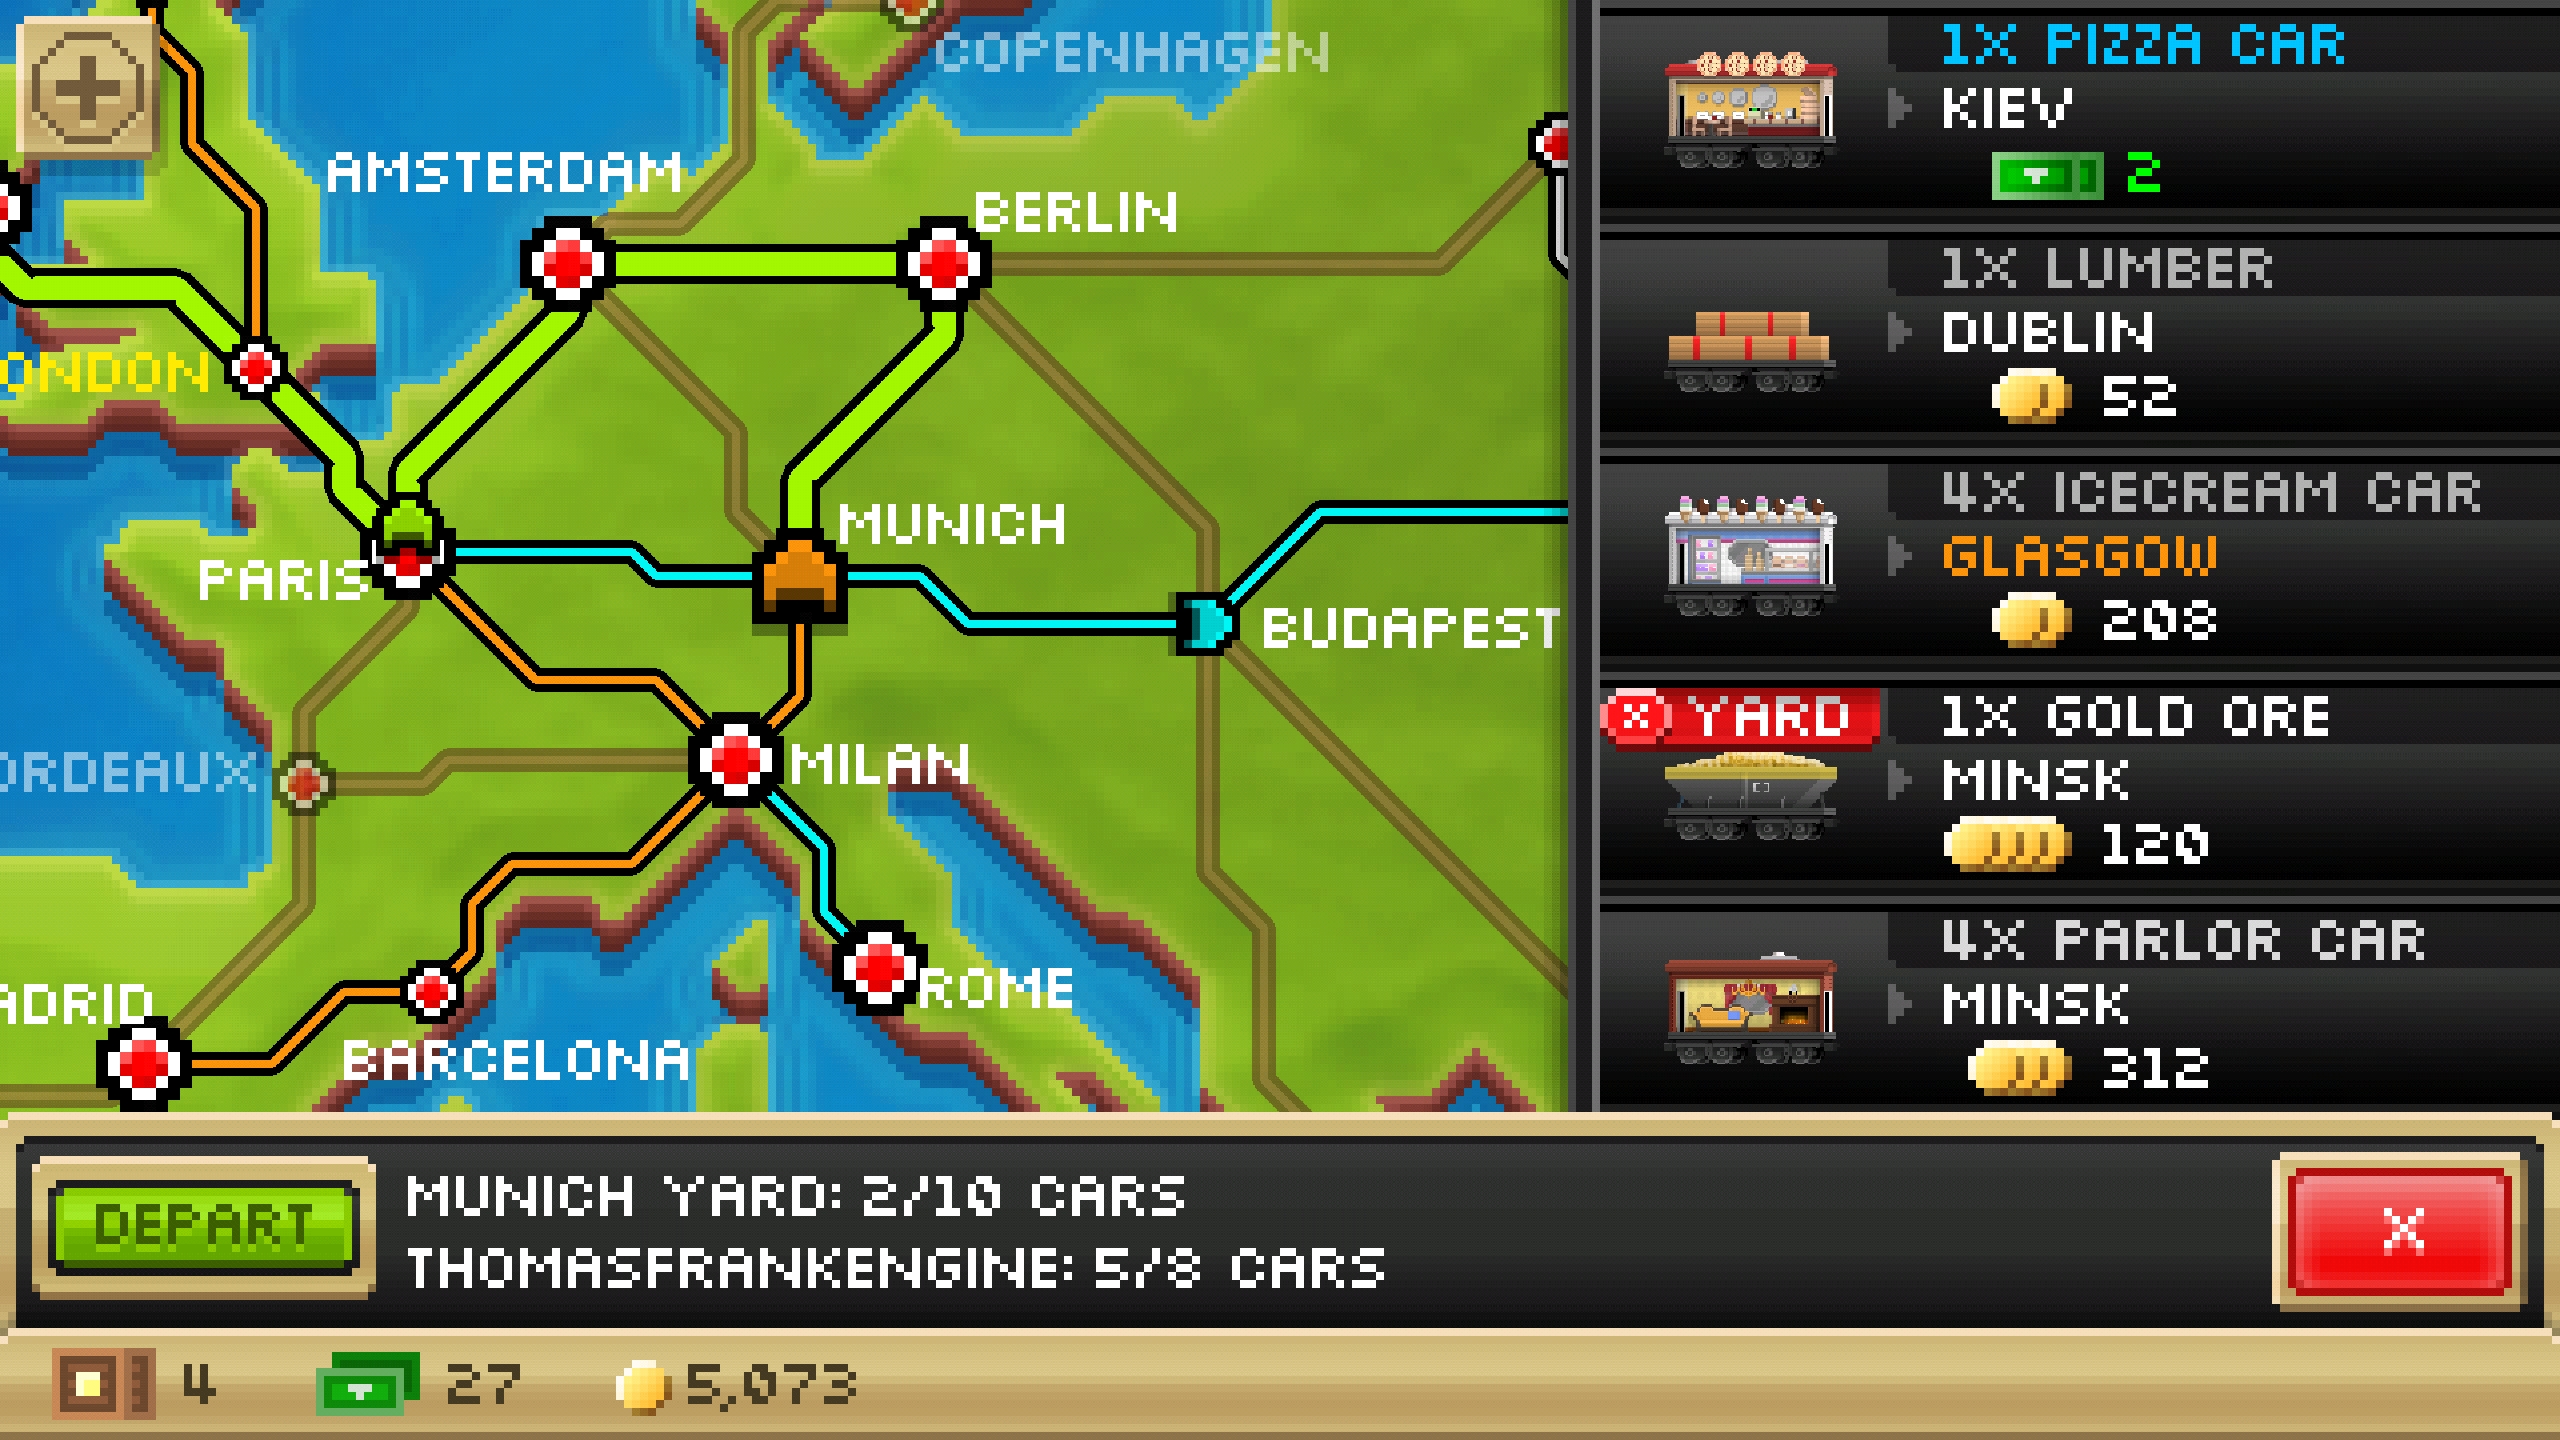 COPENHAGEN
AMSTERDAM
BERLIN
ONDON
MUNICH
PARIS
BUDAPEST
ORDEAUX
MILAN
ADRID
ROME
BARCELONA
1X PIZZA CAR
KIEV
2
1X LUMBER
DUBLIN
52
4X ICECREAM CAR
GLASGOW
208
X YARD
1X GOLD ORE
MINSK
120
4X PARLOR CAR
MINSK
312
DEPART
MUNICH YARD: 2/10 CARS
THOMASFRANKENGINE: 5/8 CARS
X
4
27
5,073